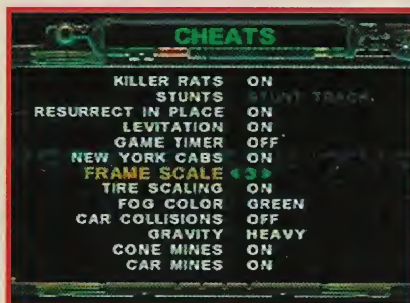 CHEATS
KILLER RATS ON
STUNTS STUNT TRACK
RESURRECT IN PLACE ON
LEVITATION ON
GAME TIMER OFF
NEW YORK CABS ON
FRAME SCALE «3»
TIRE SCALING ON
FOG COLOR GREEN
CAR COLLISIONS OFF
GRAVITY HEAVY
CONE MINES ON
CAR MINES ON